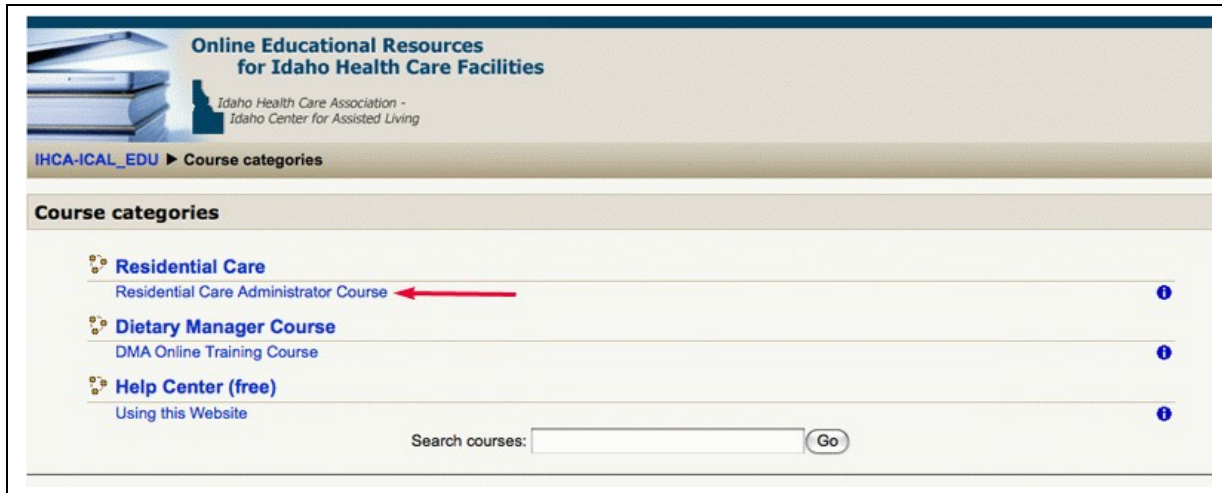 Online Educational Resources
for Idaho Health Care Facilities
Idaho Health Care Association -
Idaho Center for Assisted Living
IHCA-ICAL_EDU ► Course categories
Course categories
Residential Care
Residential Care Administrator Course
Dietary Manager Course
DMA Online Training Course
Help Center (free)
Using this Website
Search courses: Go